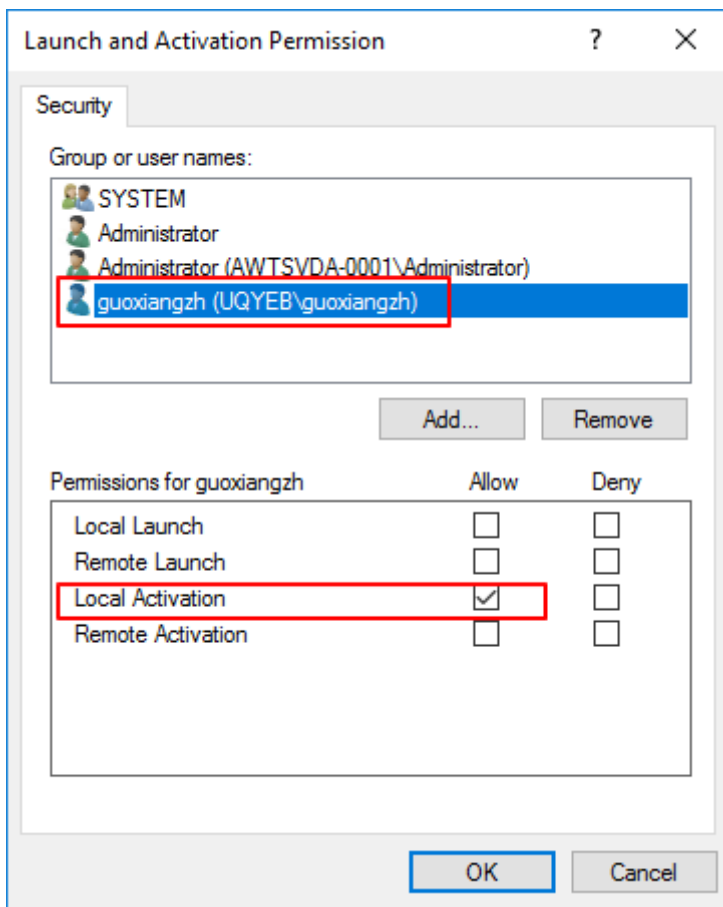 Launch and Activation Permission ?
Security
Group or user names:
SYSTEM
Administrator
Administrator (AWTSVDA-0001\Administrator)
guoxiangzh (UQYEB\guoxiangzh)
Add... Remove
Permissions for guoxiangzh Allow Deny
Local Launch
Remote Launch
Local Activation
Remote Activation
OK Cancel